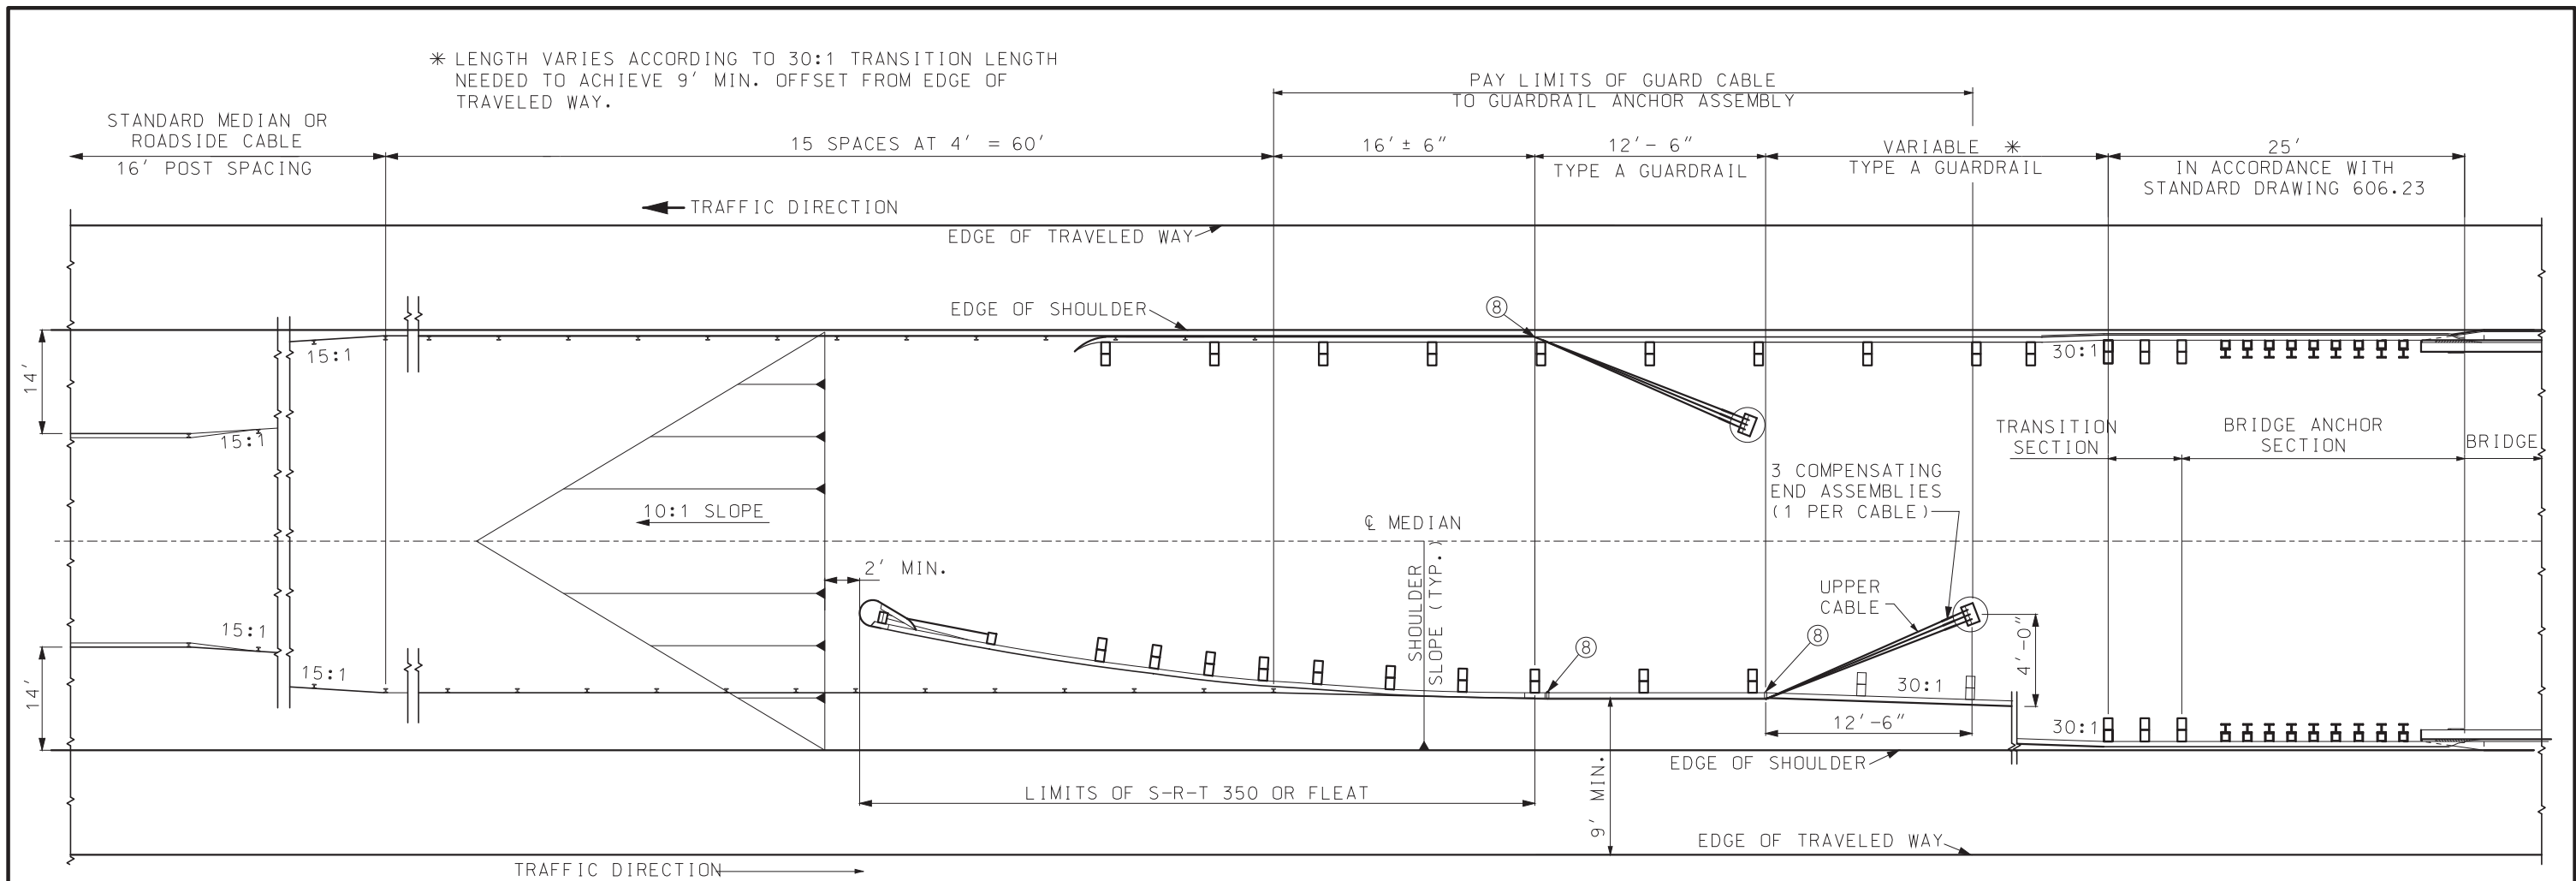 * LENGTH VARIES ACCORDING TO 30:1 TRANSITION LENGTH
NEEDED TO ACHIEVE 9' MIN. OFFSET FROM EDGE OF
TRAVELED WAY.
PAY LIMITS OF GUARD CABLE
TO GUARDRAIL ANCHOR ASSEMBLY
STANDARD MEDIAN OR
ROADSIDE CABLE
16' POST SPACING
15 SPACES AT 4' = 60'
16' ± 6"
12'- 6"
TYPE A GUARDRAIL
VARIABLE *
TYPE A GUARDRAIL
25'
IN ACCORDANCE WITH
STANDARD DRAWING 606.23
TRAFFIC DIRECTION
EDGE OF TRAVELED WAY
EDGE OF SHOULDER
8
15:1
30:1
14'
15:1
TRANSITION
SECTION
BRIDGE ANCHOR
SECTION
BRIDGE
3 COMPENSATING
END ASSEMBLIES
(1 PER CABLE)
10:1 SLOPE
℄ MEDIAN
SHOULDER
SLOPE (TYP.)
2' MIN.
UPPER
CABLE
15:1
8
8
4'-0"
15:1
14'
30:1
12'-6"
30:1
9' MIN.
EDGE OF SHOULDER
LIMITS OF S-R-T 350 OR FLEAT
EDGE OF TRAVELED WAY
TRAFFIC DIRECTION